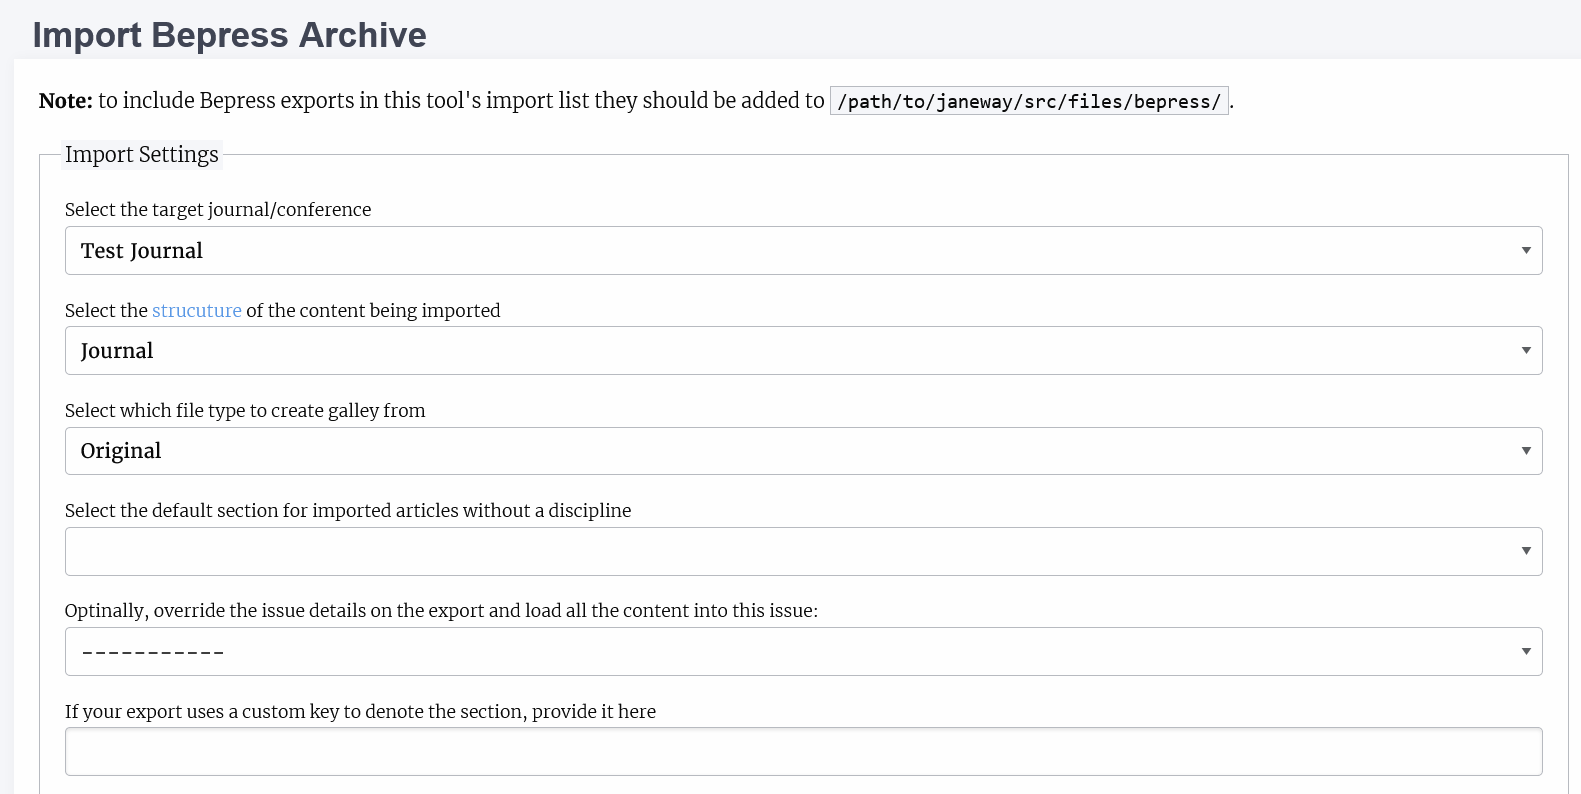 Import Bepress Archive
Note: to include Bepress exports in this tool's import list they should be added to /path/to/janeway/src/files/bepress/.
Import Settings
Select the target journal/conference
Test Journal
Select the strucuture of the content being imported
Journal
Select which file type to create galley from
Original
Select the default section for imported articles without a discipline
Optinally, override the issue details on the export and load all the content into this issue:
-----------
If your export uses a custom key to denote the section, provide it here